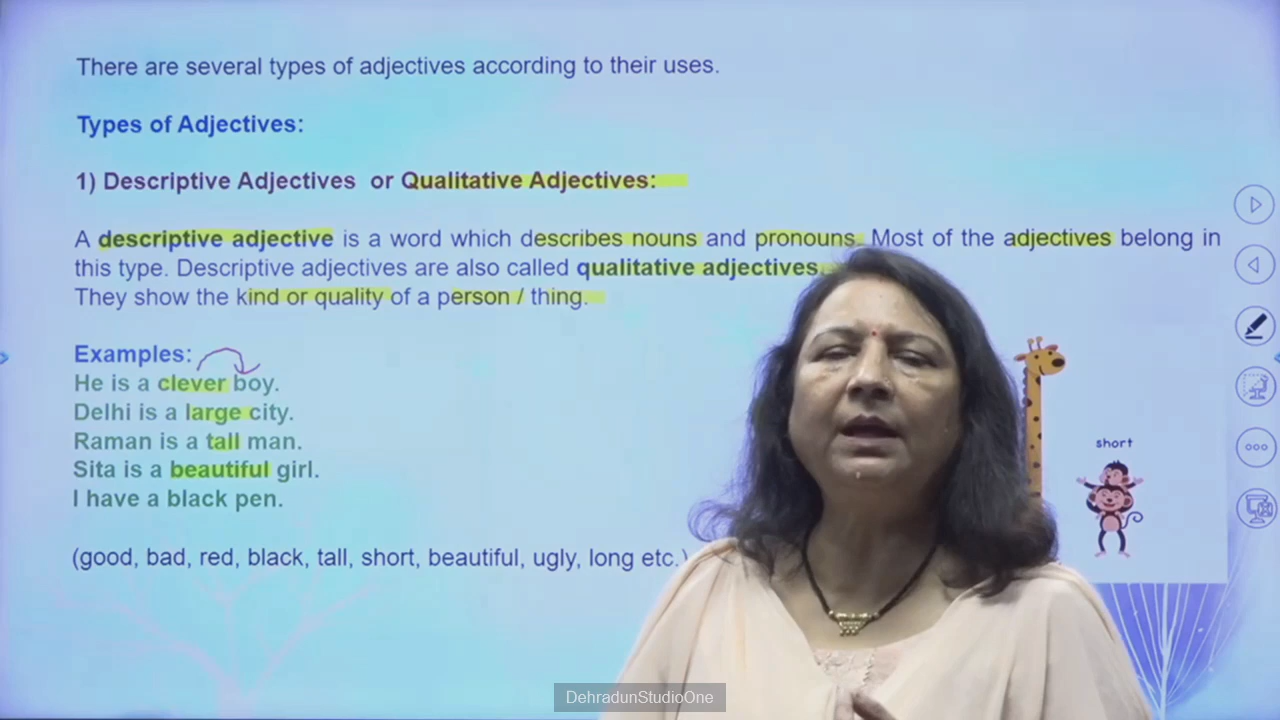 There are several types of adjectives according to their uses.
Types of Adjectives:
1) Descriptive Adjectives or Qualitative Adjectives:
A descriptive adjective is a word which describes nouns and pronouns. Most of the adjectives belong in
this type. Descriptive adjectives are also called qualitative adjectives.
They show the kind or quality of a person / thing.
Examples:
He is a clever boy.
Delhi is a large city.
Raman is a tall man.
Sita is a beautiful girl.
I have a black pen.
short
(good, bad, red, black, tall, short, beautiful, ugly, long etc.)
DehradunStudioOne